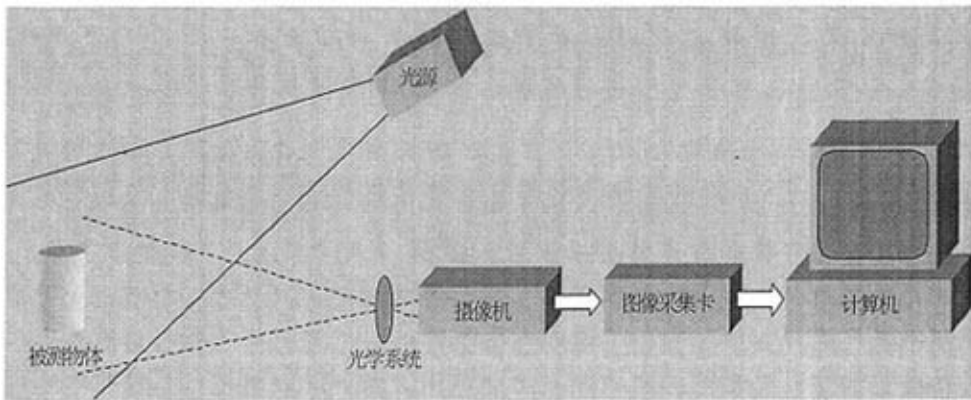 光源
被测物体
光学系统
摄像机
图像采集卡
计算机